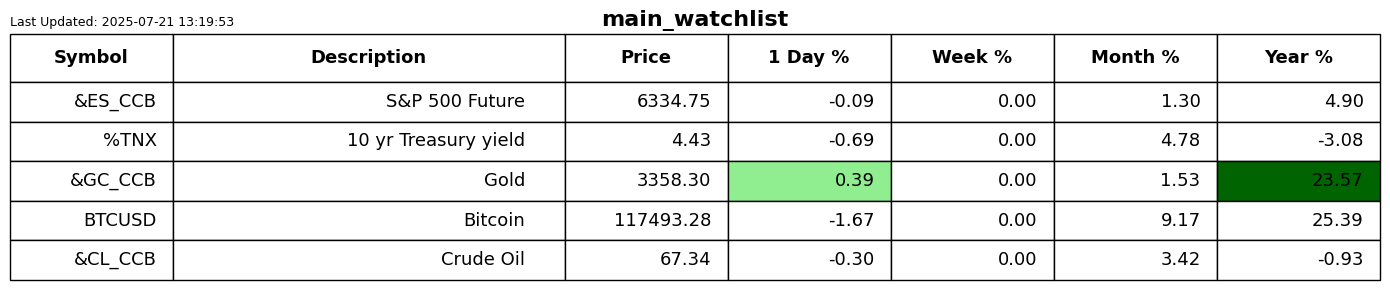 main_watchlist
Last Updated: 2025-07-21 13:19:53
Symbol Description Price 1 Day % Week % Month % Year %
&ES_CCB S&P 500 Future 6334.75 -0.09 0.00 1.30 4.90
%TNX 10 yr Treasury yield 4.43 -0.69 0.00 4.78 -3.08
&GC_CCB Gold 3358.30 0.39 0.00 1.53 23.57
BTCUSD Bitcoin 117493.28 -1.67 0.00 9.17 25.39
&CL_CCB Crude Oil 67.34 -0.30 0.00 3.42 -0.93